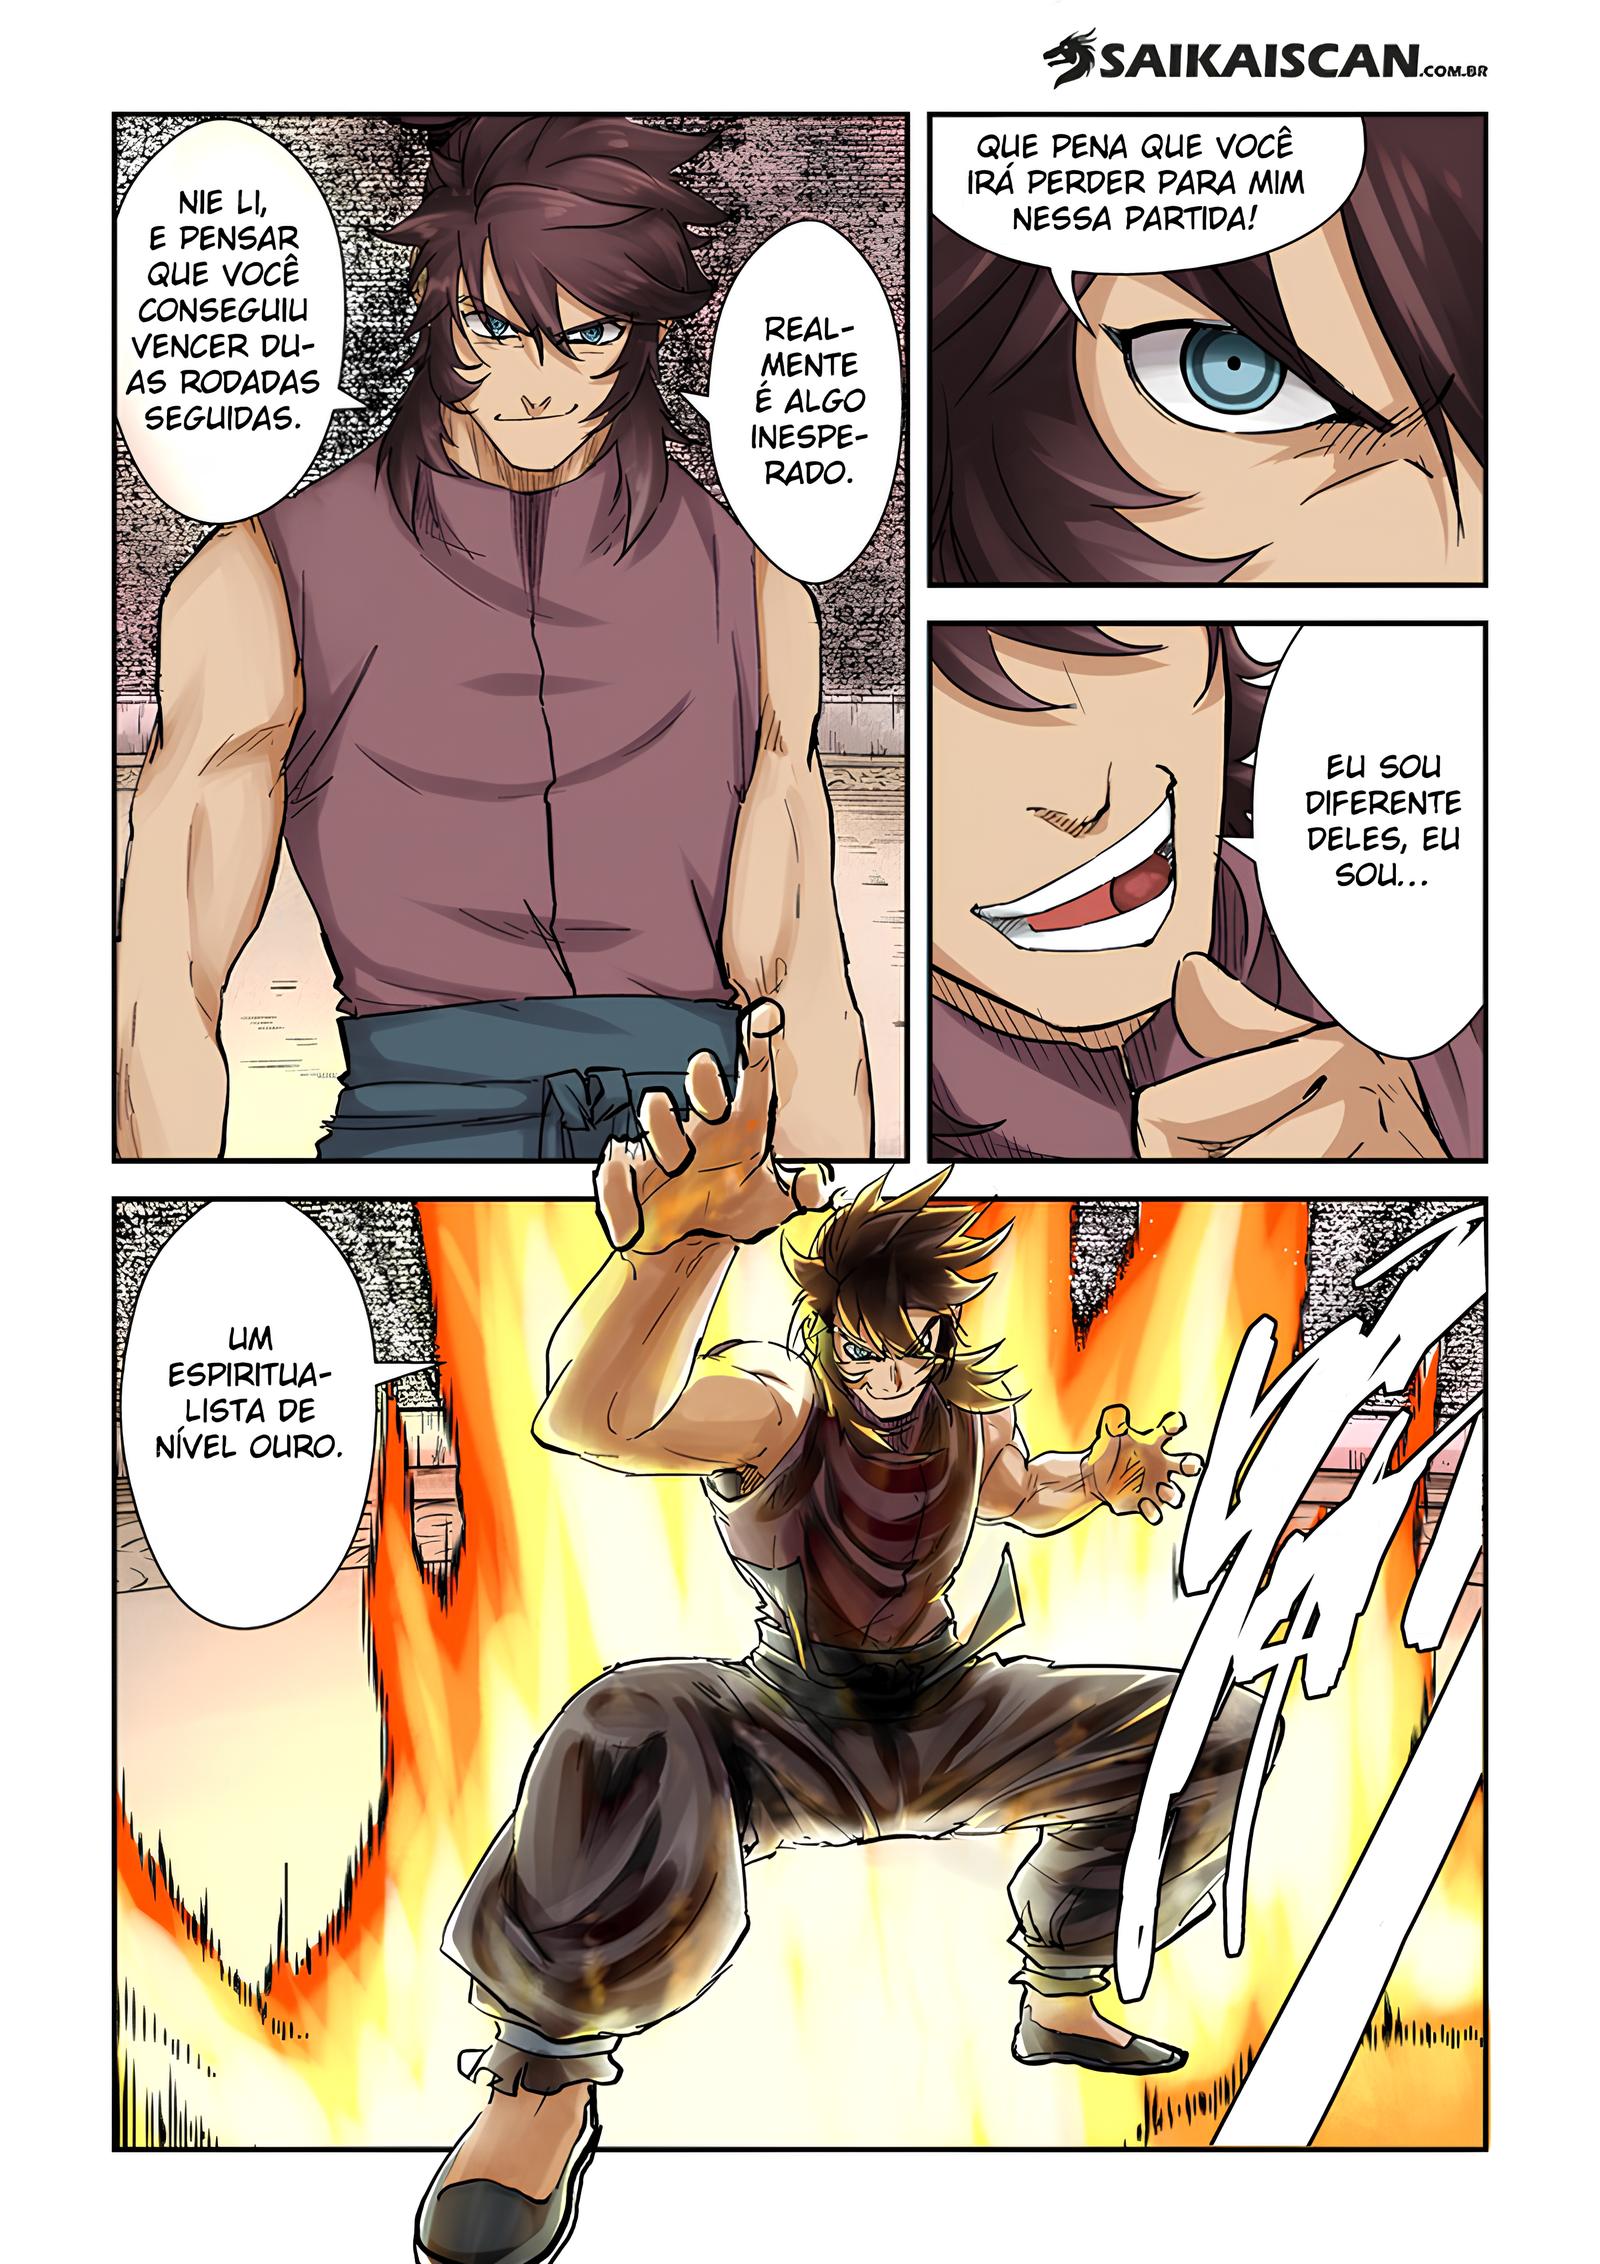 SAIKAISCAN.COM.BR
NIE LI,
E PENSAR
QUE VOCÊ
CONSEGUIU
VENCER DU-
AS RODADAS
SEGUIDAS.
REAL-
MENTE
É ALGO
INESPE-
RADO.
QUE PENA QUE VOCÊ
IRÁ PERDER PARA MIM
NESSA PARTIDA!
EU SOU
DIFERENTE
DELES, EU
SOU...
UM
ESPIRITUA-
LISTA DE
NÍVEL OURO.